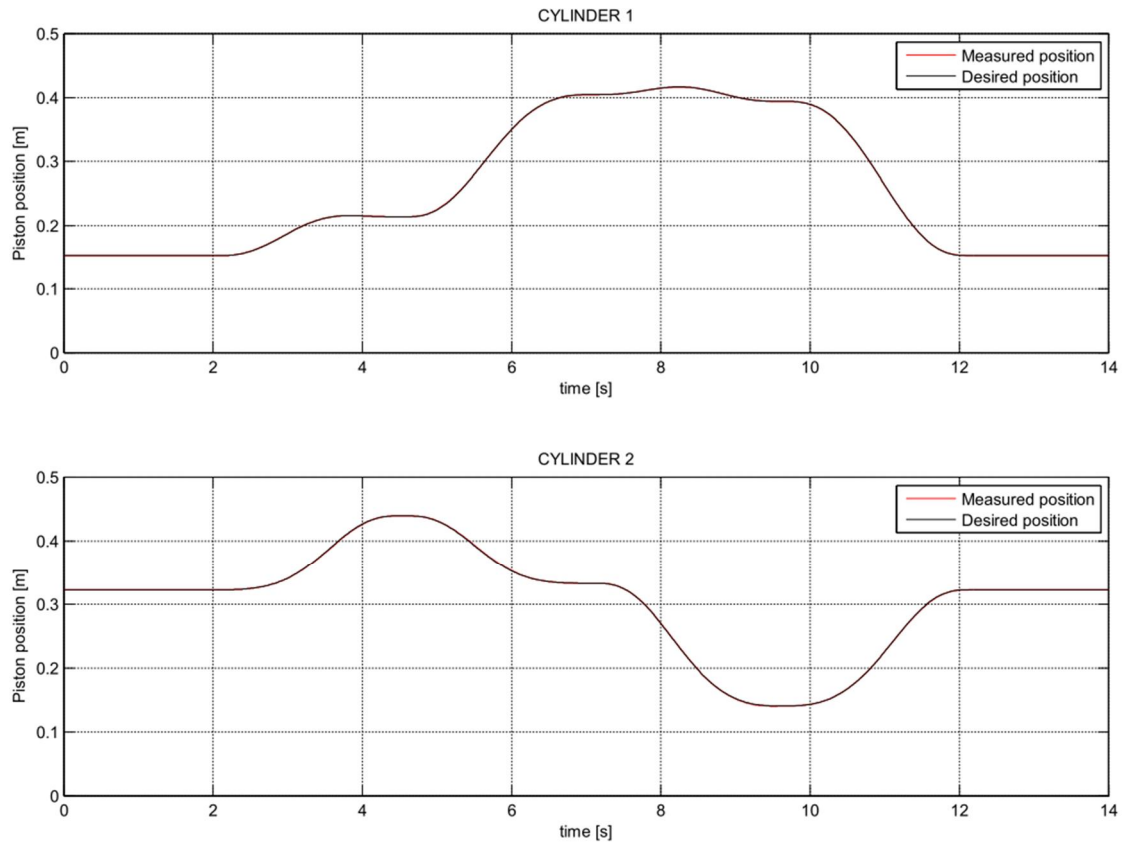 CYLINDER 1
Measured position
Desired position
Piston position [m]
0.5
0.4
0.3
0.2
0.1
0
0 2 4 6 8 10 12 14
time [s]
CYLINDER 2
Measured position
Desired position
Piston position [m]
0.5
0.4
0.3
0.2
0.1
0
0 2 4 6 8 10 12 14
time [s]